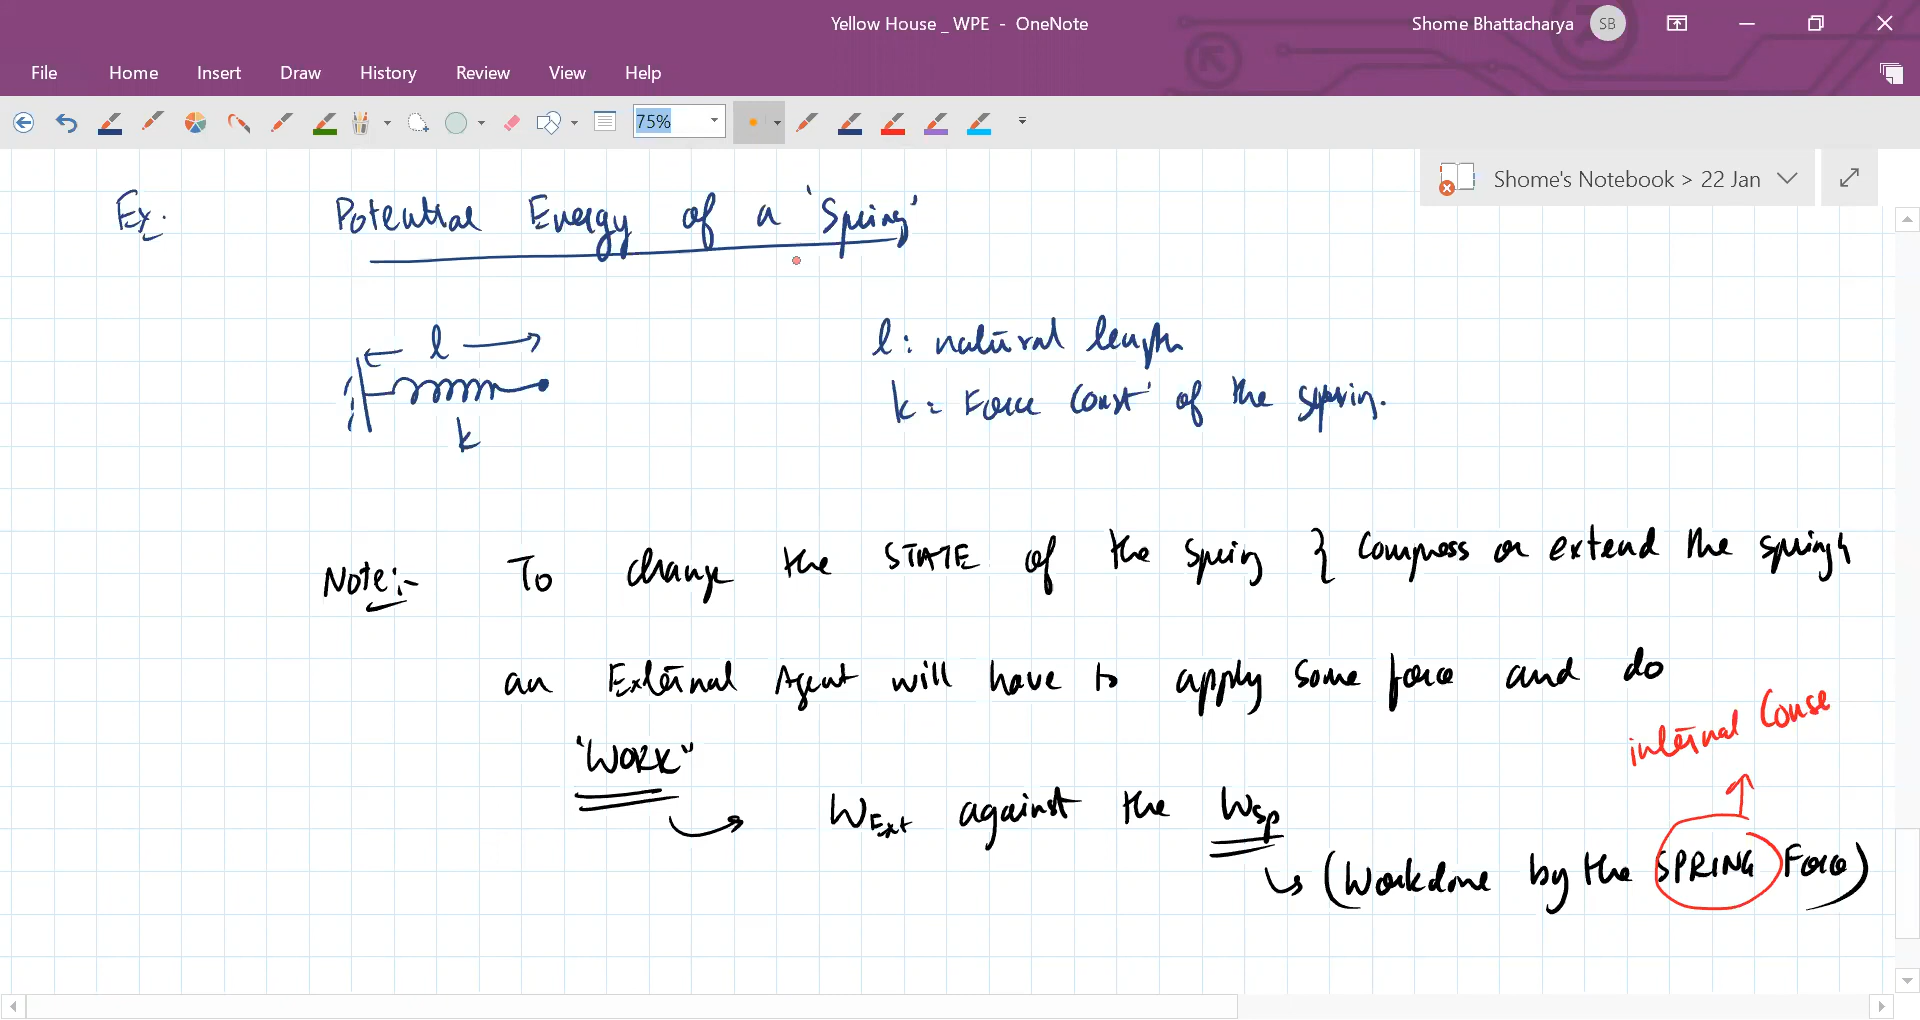 Yellow House _ WPE - OneNote
Shome Bhattacharya SB
File Home Insert Draw History Review View Help
75%
Shome's Notebook > 22 Jan
Ex:
Potential Energy of a 'Spring'
l
k
l : natural length
k = Force Const of the spring.
Note:- To change the STATE of the spring { Compress or extend the spring}
an External Agent will have to apply some force and do
"WORK"
internal Conse
WExt against the Wsp
(Workdone by the SPRING Force)